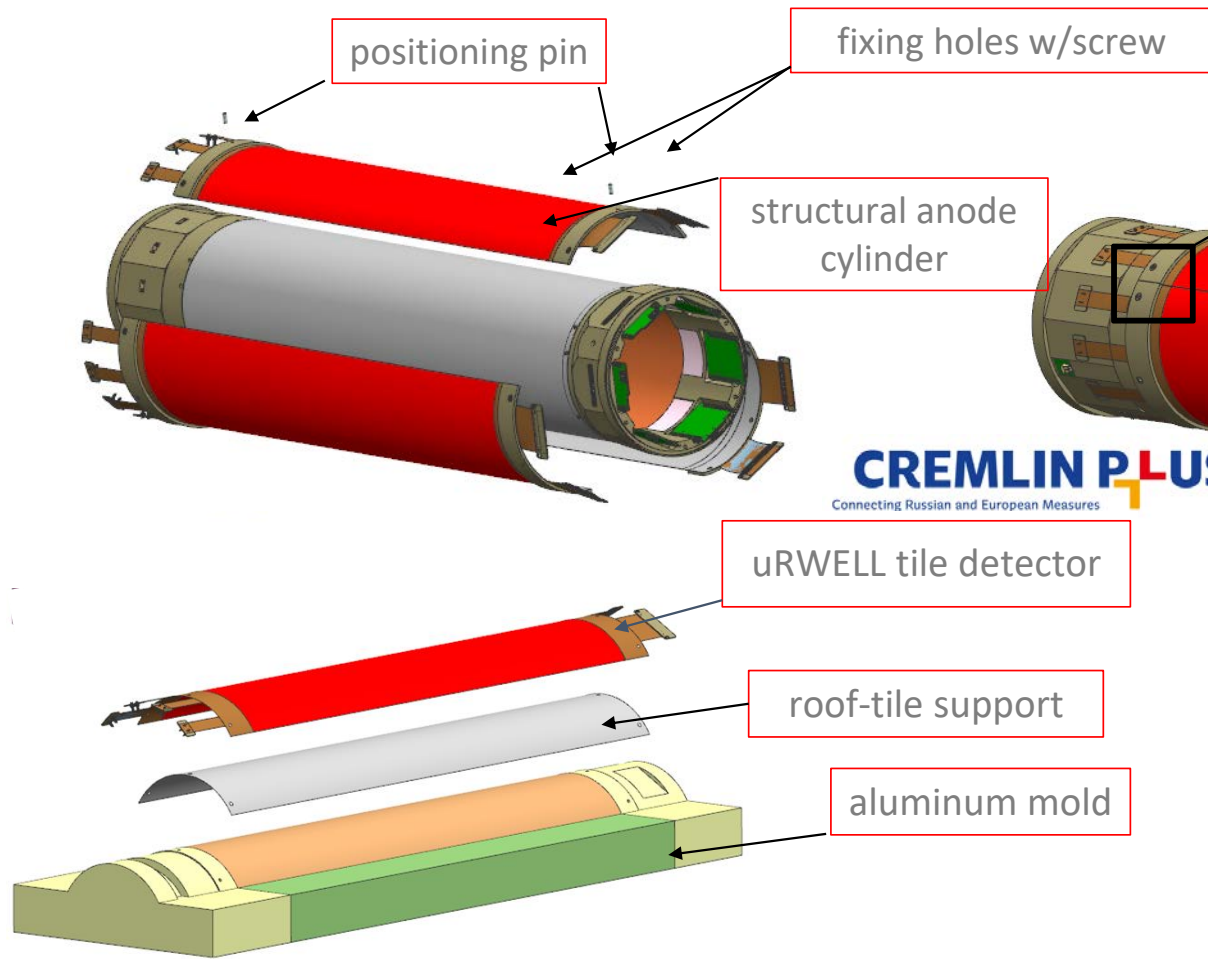 positioning pin
fixing holes w/screw
structural anode
cylinder
CREMLIN PLUS
Connecting Russian and European Measures
uRWELL tile detector
roof-tile support
aluminum mold